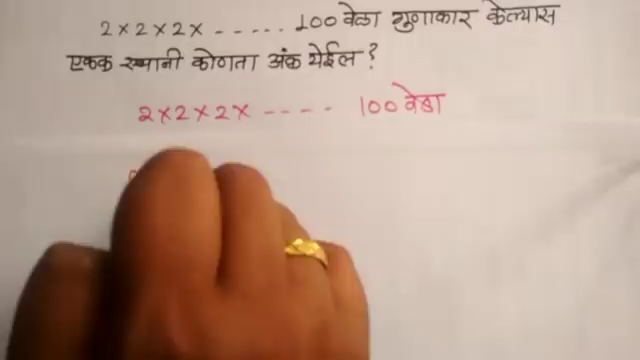 2×2×2×------ 100 वेळा गुणाकार केल्यास
एकक स्थानी कोणता अंक येईल?
2×2×2×---- 100 वेळा